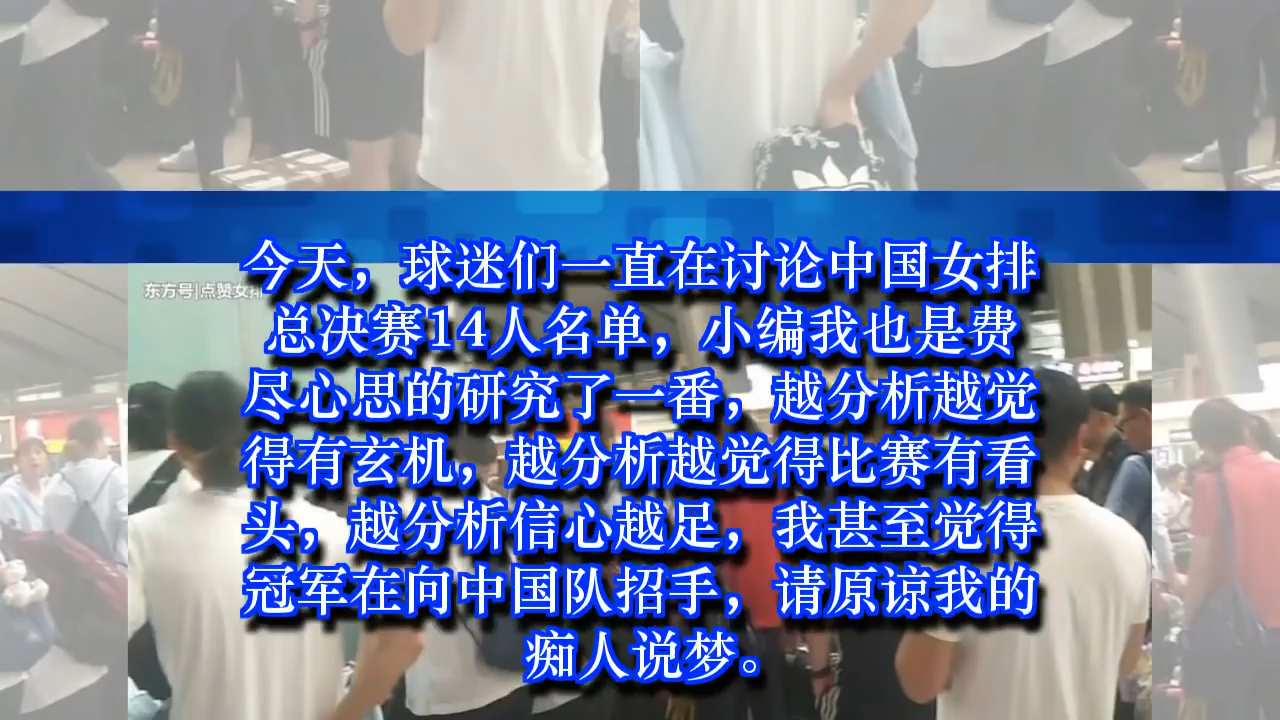 东方号|点赞女排
今天，球迷们一直在讨论中国女排
总决赛14人名单，小编我也是费
尽心思的研究了一番，越分析越觉
得有玄机，越分析越觉得比赛有看
头，越分析信心越足，我甚至觉得
冠军在向中国队招手，请原谅我的
痴人说梦。